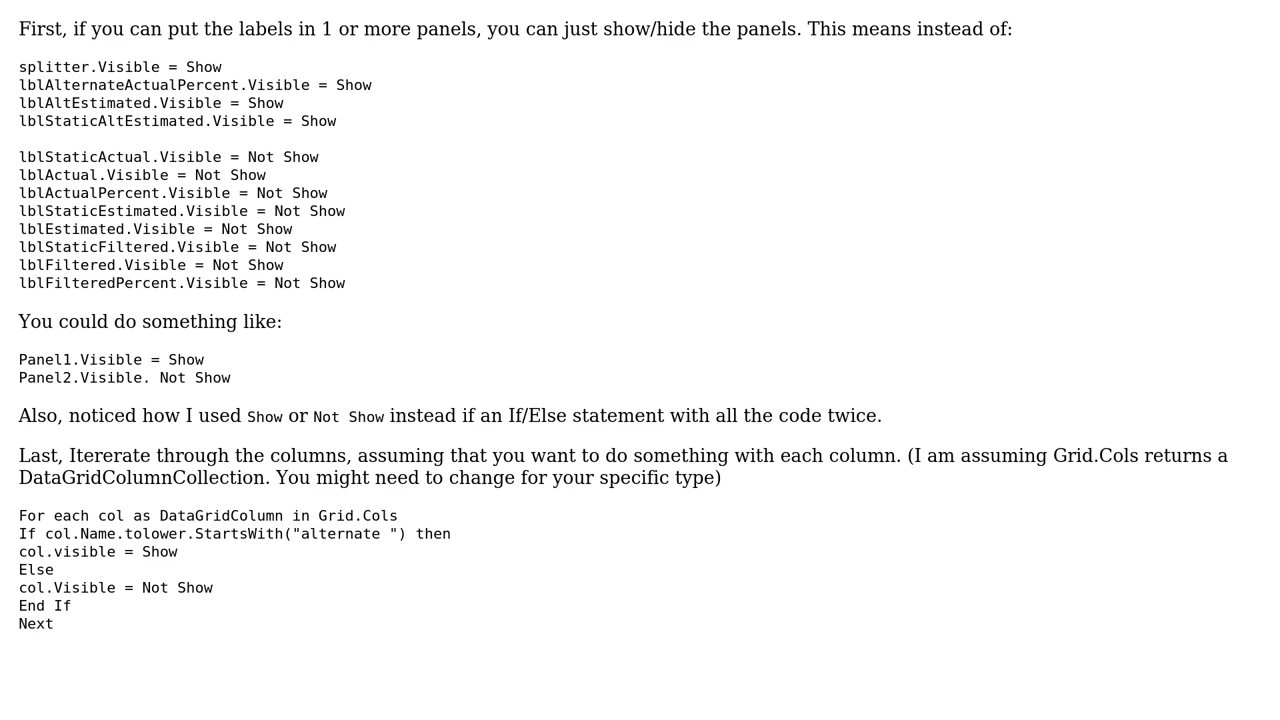 First, if you can put the labels in 1 or more panels, you can just show/hide the panels. This means instead of:
splitter.Visible = Show
lblAlternateActualPercent.Visible = Show
lblAltEstimated.Visible = Show
lblStaticAltEstimated.Visible = Show
lblStaticActual.Visible = Not Show
lblActual.Visible = Not Show
lblActualPercent.Visible = Not Show
lblStaticEstimated.Visible = Not Show
lblEstimated.Visible = Not Show
lblStaticFiltered.Visible = Not Show
lblFiltered.Visible = Not Show
lblFilteredPercent.Visible = Not Show
You could do something like:
Panel1.Visible = Show
Panel2.Visible. Not Show
Also, noticed how I used Show or Not Show instead if an If/Else statement with all the code twice.
Last, Itererate through the columns, assuming that you want to do something with each column. (I am assuming Grid.Cols returns a
DataGridColumnCollection. You might need to change for your specific type)
For each col as DataGridColumn in Grid.Cols
If col.Name.tolower.StartsWith("alternate ") then
col.visible = Show
Else
col.Visible = Not Show
End If
Next